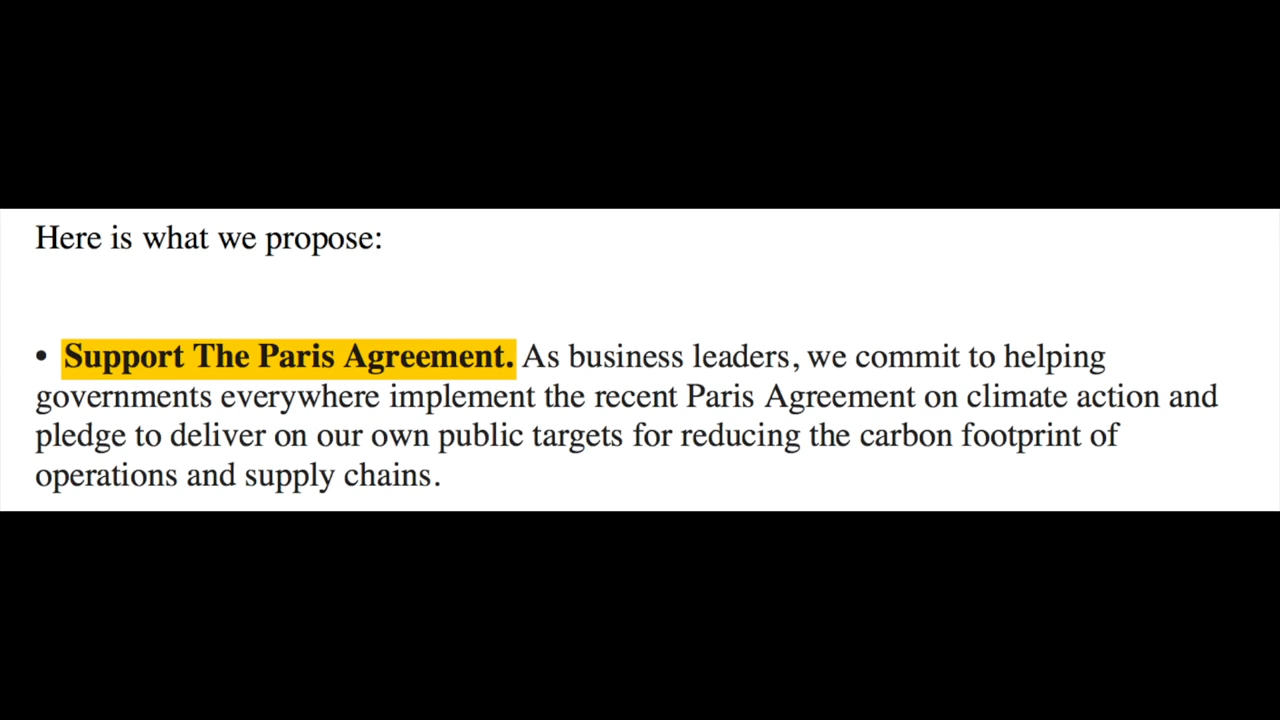 Here is what we propose:
• Support The Paris Agreement. As business leaders, we commit to helping
governments everywhere implement the recent Paris Agreement on climate action and
pledge to deliver on our own public targets for reducing the carbon footprint of
operations and supply chains.